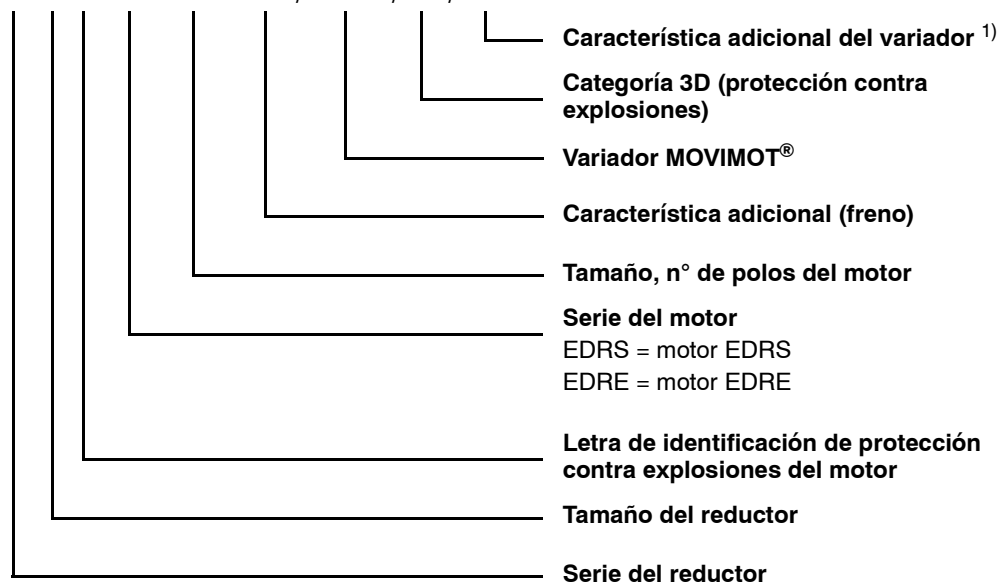 Característica adicional del variador 1)
Categoría 3D (protección contra
explosiones)
Variador MOVIMOT®
Característica adicional (freno)
Tamaño, n° de polos del motor
Serie del motor
EDRS = motor EDRS
EDRE = motor EDRE
Letra de identificación de protección
contra explosiones del motor
Tamaño del reductor
Serie del reductor